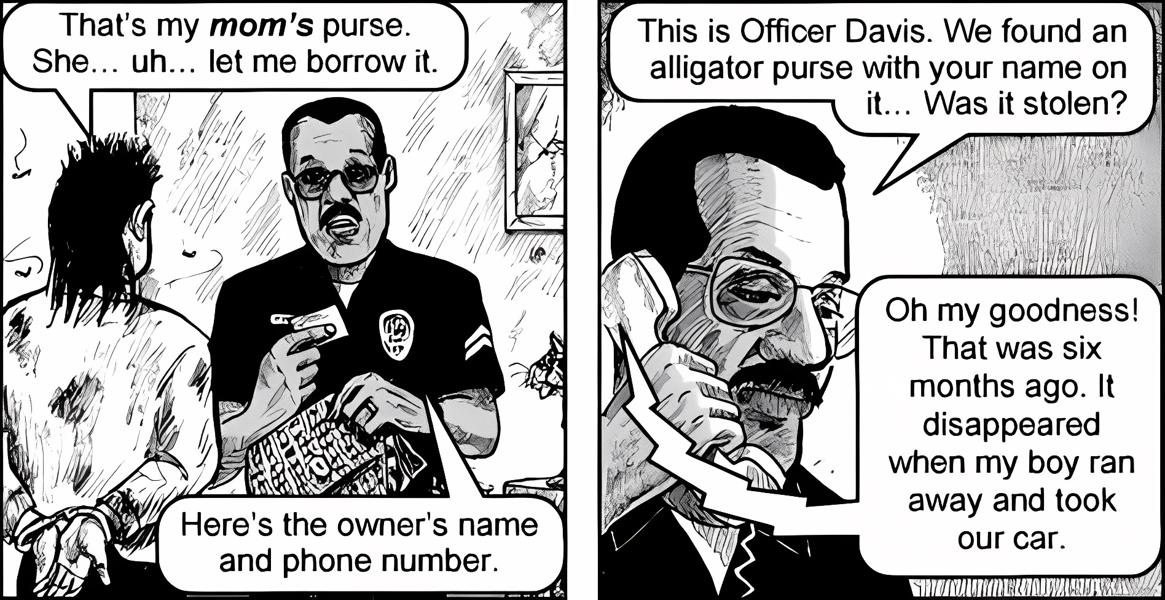 That's my mom's purse.
She... uh... let me borrow it.
Here's the owner's name
and phone number.
This is Officer Davis. We found an
alligator purse with your name on
it... Was it stolen?
Oh my goodness!
That was six
months ago. It
disappeared
when my boy ran
away and took
our car.